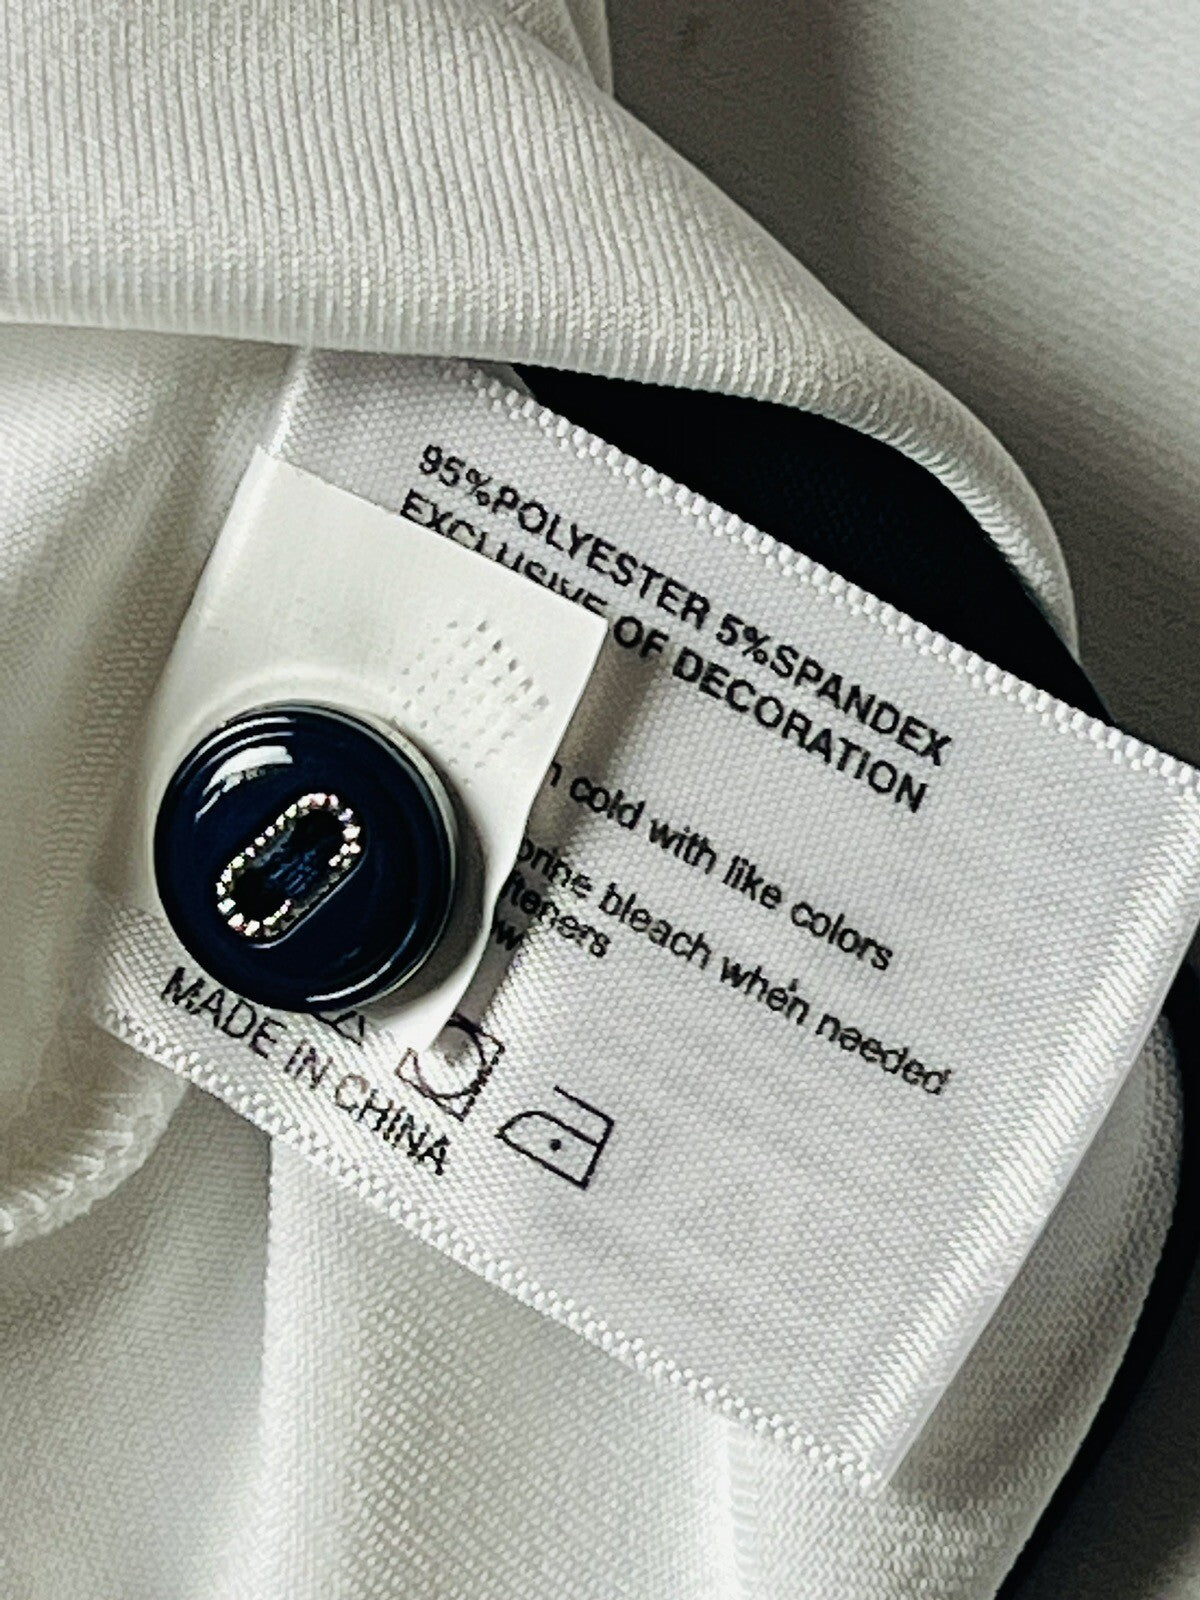 95%POLYESTER 5%SPANDEX
EXCLUSIVE OF DECORATION
cold with like colors
bleach when needed
MADE IN CHINA